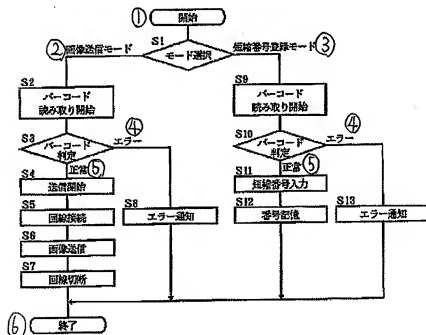 ① 開始
② 画像送信モード
S1
モード選択
短縮番号登録モード ③
S2
バーコード
読み取り開始
S9
バーコード
読み取り開始
S3
バーコード
判定
④
エラー
正常 ⑤
S10
バーコード
判定
④
エラー
正常 ⑤
S4
送信開始
S11
短縮番号入力
S5
回線接続
S8
エラー通知
S12
番号記憶
S13
エラー通知
S6
画像送信
S7
回線切断
⑥ 終了